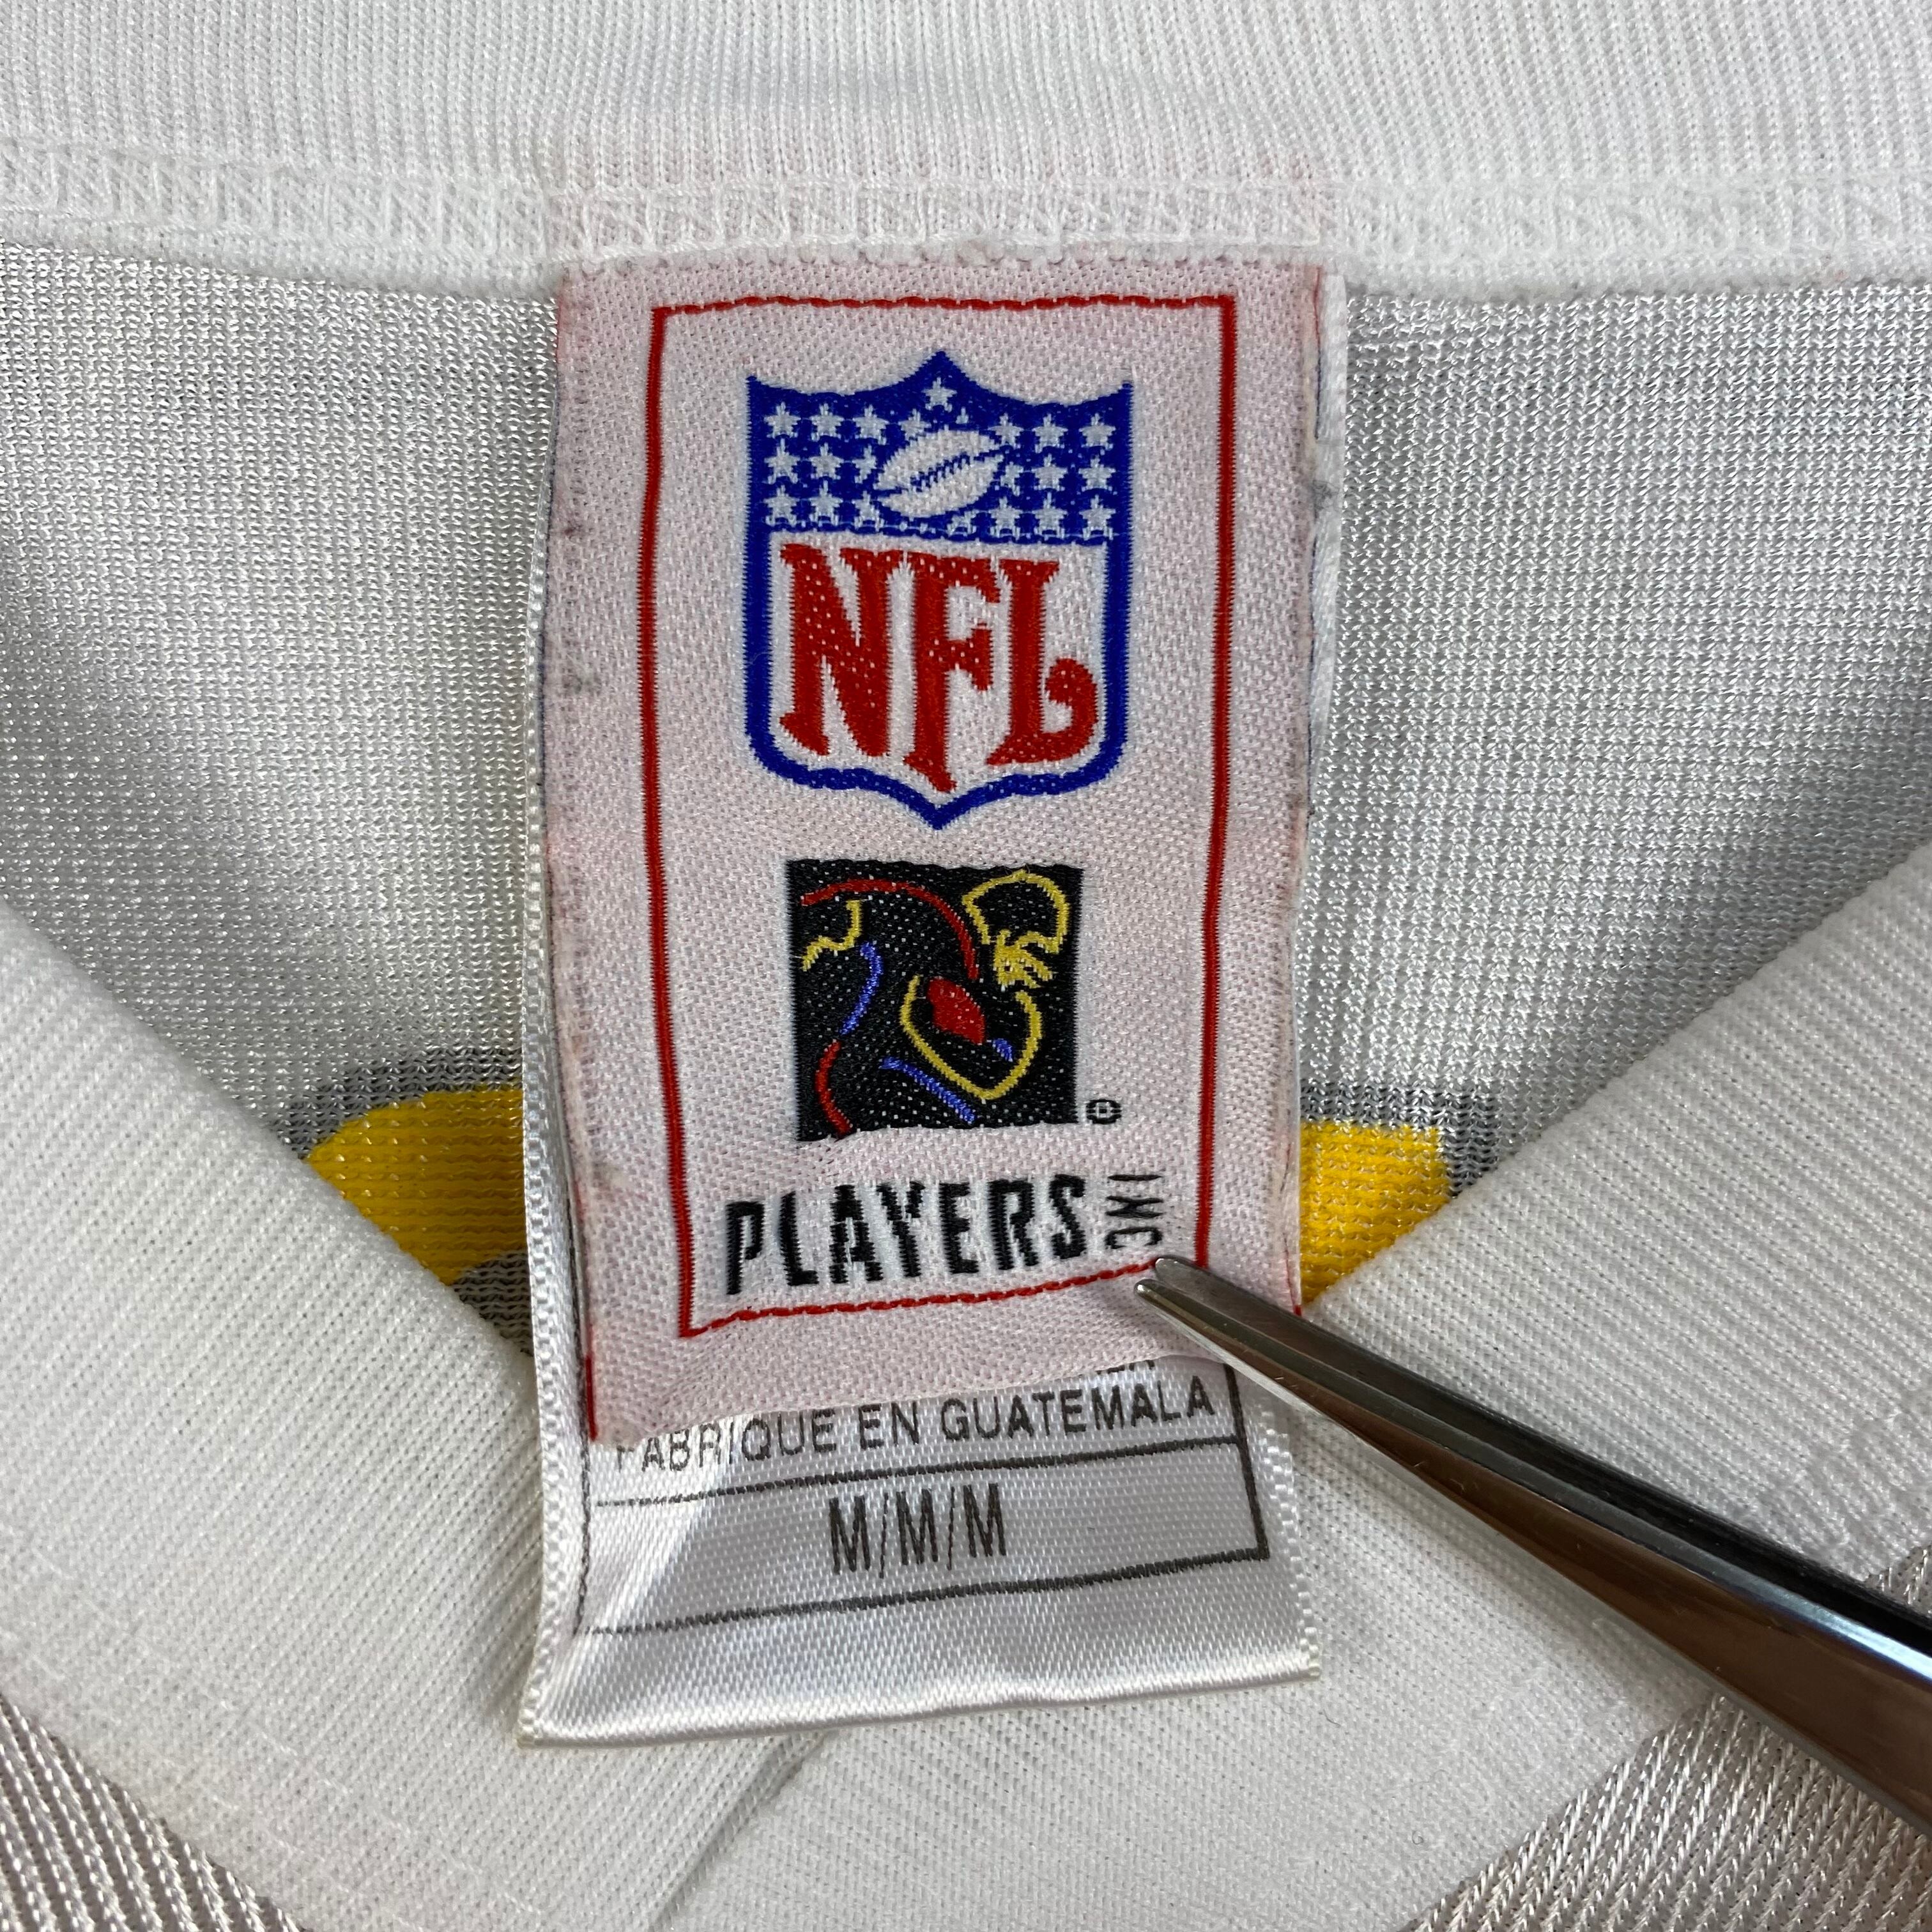 NFL
PLAYERS INC
FABRIQUE EN GUATEMALA
M/M/M